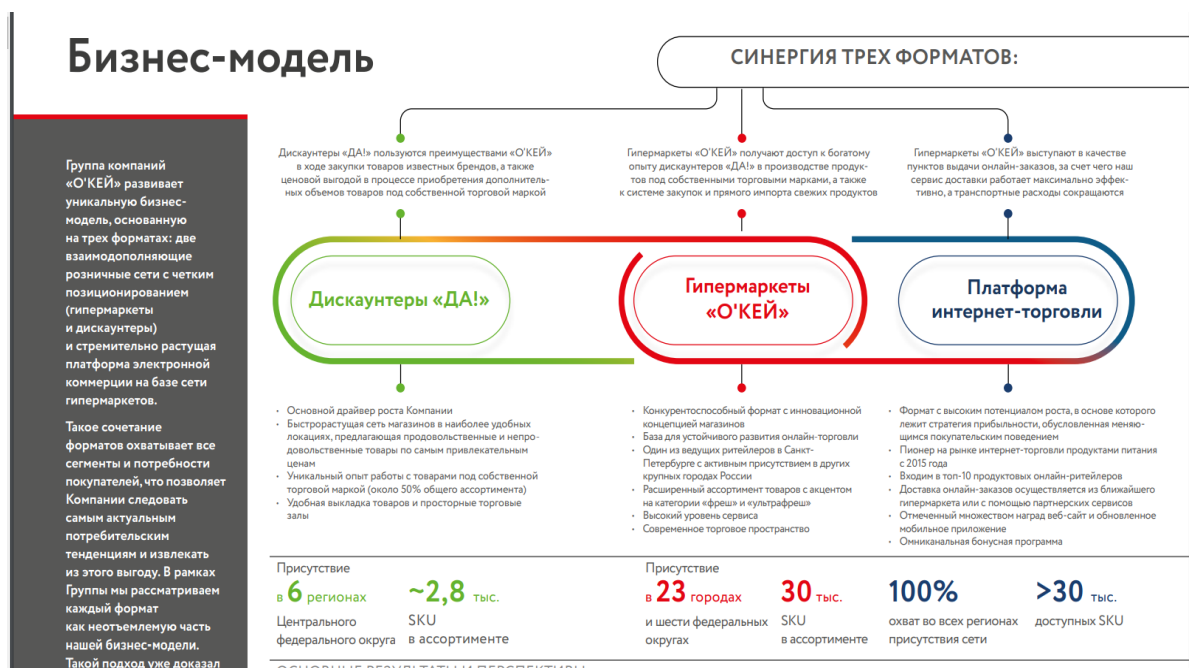 Бизнес-модель
СИНЕРГИЯ ТРЕХ ФОРМАТОВ:
Группа компаний
«О'КЕЙ» развивает
уникальную бизнес-
модель, основанную
на трех форматах: две
взаимодополняющие
розничные сети с четким
позиционированием
(гипермаркеты
и дискаунтеры)
и стремительно растущая
платформа электронной
коммерции на базе сети
гипермаркетов.
Такое сочетание
форматов охватывает все
сегменты и потребности
покупателей, что позволяет
Компании следовать
самым актуальным
потребительским
тенденциям и извлекать
из этого выгоду. В рамках
Группы мы рассматриваем
каждый формат
как неотъемлемую часть
нашей бизнес-модели.
Такой подход уже доказал
Дискаунтеры «ДА!» пользуются преимуществами «О'КЕЙ»
в ходе закупки товаров известных брендов, а также
ценовой выгодой в процессе приобретения дополнитель-
ных объемов товаров под собственной торговой маркой
Дискаунтеры «ДА!»
• Основной драйвер роста Компании
• Быстрорастущая сеть магазинов в наиболее удобных
локациях, предлагающая продовольственные и непро-
довольственные товары по самым привлекательным
ценам
• Уникальный опыт работы с товарами под собственной
торговой маркой (около 50% общего ассортимента)
• Удобная выкладка товаров и просторные торговые
залы
Гипермаркеты «О'КЕЙ» получают доступ к богатому
опыту дискаунтеров «ДА!» в производстве продук-
тов под собственными торговыми марками, а также
к системе закупок и прямого импорта свежих продуктов
Гипермаркеты
«О'КЕЙ»
• Конкурентоспособный формат с инновационной
концепцией магазинов
• База для устойчивого развития онлайн-торговли
• Один из ведущих ритейлеров в Санкт-
Петербурге с активным присутствием в других
крупных городах России
• Расширенный ассортимент товаров с акцентом
на категории «фреш» и «ультрафреш»
• Высокий уровень сервиса
• Современное торговое пространство
Гипермаркеты «О'КЕЙ» выступают в качестве
пунктов выдачи онлайн-заказов, за счет чего наш
сервис доставки работает максимально эффек-
тивно, а транспортные расходы сокращаются
Платформа
интернет-торговли
• Формат с высоким потенциалом роста, в основе которого
лежит стратегия прибыльности, обусловленная меняю-
щимся покупательским поведением
• Пионер на рынке интернет-торговли продуктами питания
с 2015 года
• Входим в топ-10 продуктовых онлайн-ритейлеров
• Доставка онлайн-заказов осуществляется из ближайшего
гипермаркета или с помощью партнерских сервисов
• Отмеченный множеством наград веб-сайт и обновленное
мобильное приложение
• Омниканальная бонусная программа
Присутствие
в 6 регионах
Центрального
федерального округа
~2,8 тыс.
SKU
в ассортименте
Присутствие
в 23 городах
и шести федеральных
округах
30 тыс.
SKU
в ассортименте
100%
охват во всех регионах
присутствия сети
>30 тыс.
доступных SKU
ОСНОВНЫЕ РЕЗУЛЬТАТЫ И ПЕРСПЕКТИВЫ